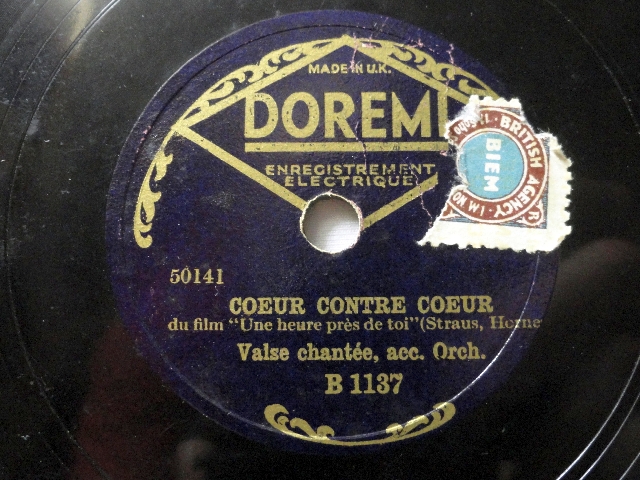 MADE IN U.K.
DOREMI
ENREGISTREMENT
ELECTRIQUE
BRITISH AGENCY
BIEM
50141
COEUR CONTRE COEUR
du film "Une heure près de toi" (Straus, Horne
Valse chantée, acc. Orch.
B 1137